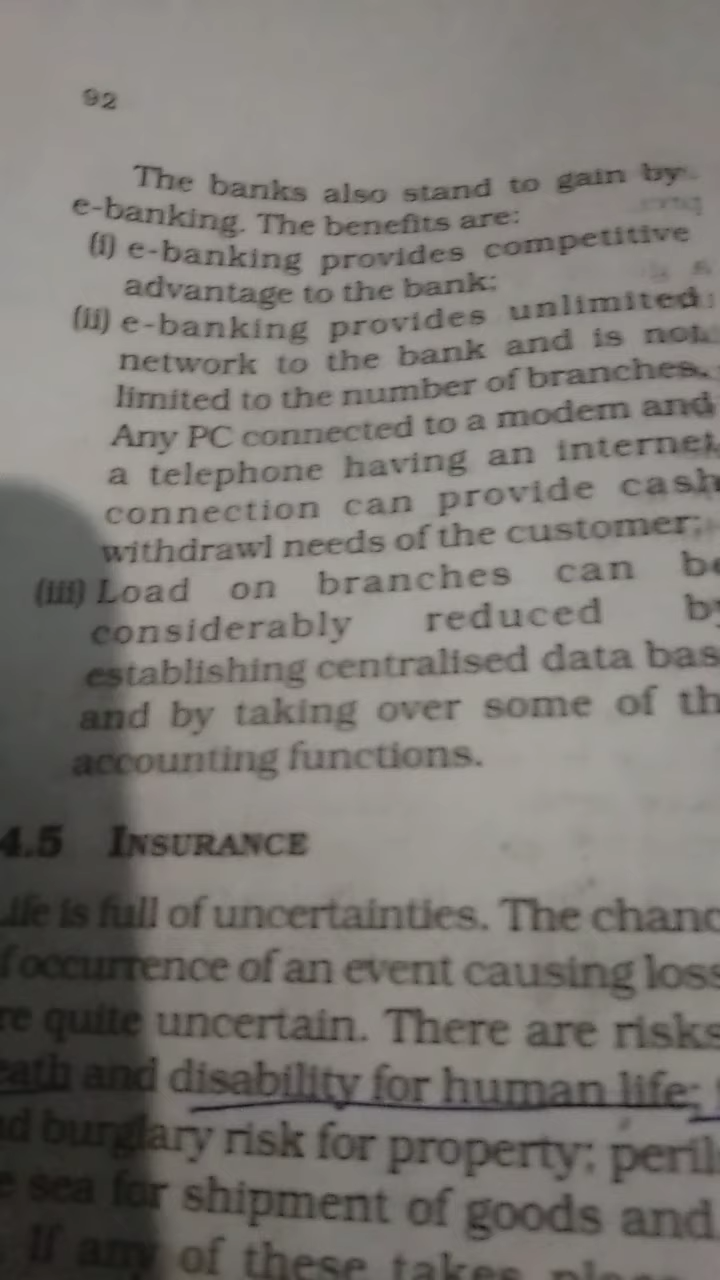 92
The banks also stand to gain by
e-banking. The benefits are:
(i) e-banking provides competitive
advantage to the bank;
(ii) e-banking provides unlimited
network to the bank and is not
limited to the number of branches.
Any PC connected to a modem and
a telephone having an internet
connection can provide cash
withdrawl needs of the customer;
(iii) Load on branches can be
considerably reduced by
establishing centralised data bas
and by taking over some of th
accounting functions.
4.5 INSURANCE
Life is full of uncertainties. The chanc
f occurrence of an event causing loss
re quite uncertain. There are risks
eath and disability for human life;
nd burglary risk for property; peril
e sea for shipment of goods and
If any of these takes